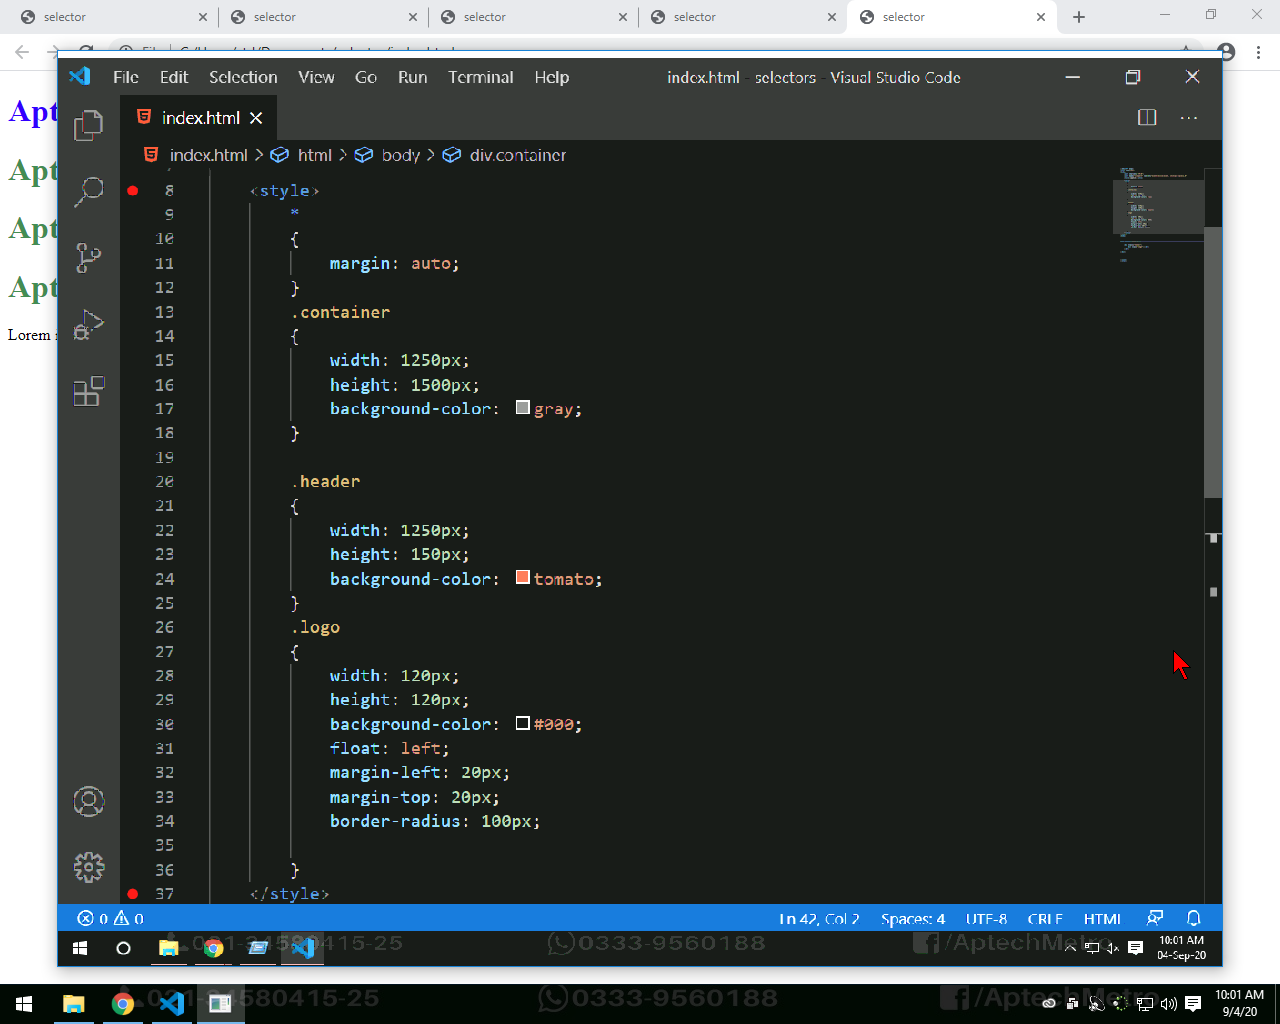 selector
selector
selector
selector
selector
File Edit Selection View Go Run Terminal Help
index.html - selectors - Visual Studio Code
index.html
index.html > html > body > div.container
Apt
Apt
Apt
Apt
Lorem
8 <style>
9 *
10 {
11 margin: auto;
12 }
13 .container
14 {
15 width: 1250px;
16 height: 1500px;
17 background-color: gray;
18 }
19
20 .header
21 {
22 width: 1250px;
23 height: 150px;
24 background-color: tomato;
25 }
26 .logo
27 {
28 width: 120px;
29 height: 120px;
30 background-color: #000;
31 float: left;
32 margin-left: 20px;
33 margin-top: 20px;
34 border-radius: 100px;
35
36 }
37 </style>
0 0
Ln 42, Col 2 Spaces: 4 UTF-8 CRLF HTML
021-34580415-25 0333-9560188 /AptechMetro
10:01 AM
04-Sep-20
021-34580415-25 0333-9560188 /AptechMetro
10:01 AM
9/4/20